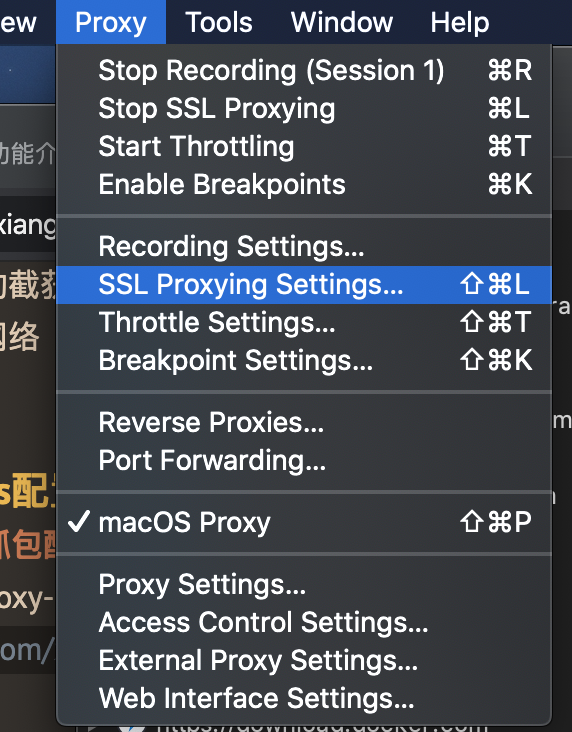 ew Proxy Tools Window Help
Stop Recording (Session 1) ⌘R
Stop SSL Proxying ⌘L
Start Throttling ⌘T
功能介
Enable Breakpoints ⌘K
xiang
Recording Settings...
截
SSL Proxying Settings... ⇧⌘L
ra
网络
Throttle Settings... ⇧⌘T
Breakpoint Settings... ⇧⌘K
Reverse Proxies...
m
Port Forwarding...
s配
✓ macOS Proxy ⇧⌘P
抓包配
oxy-
Proxy Settings...
Access Control Settings...
om/
External Proxy Settings...
Web Interface Settings...
https://download.docker.com